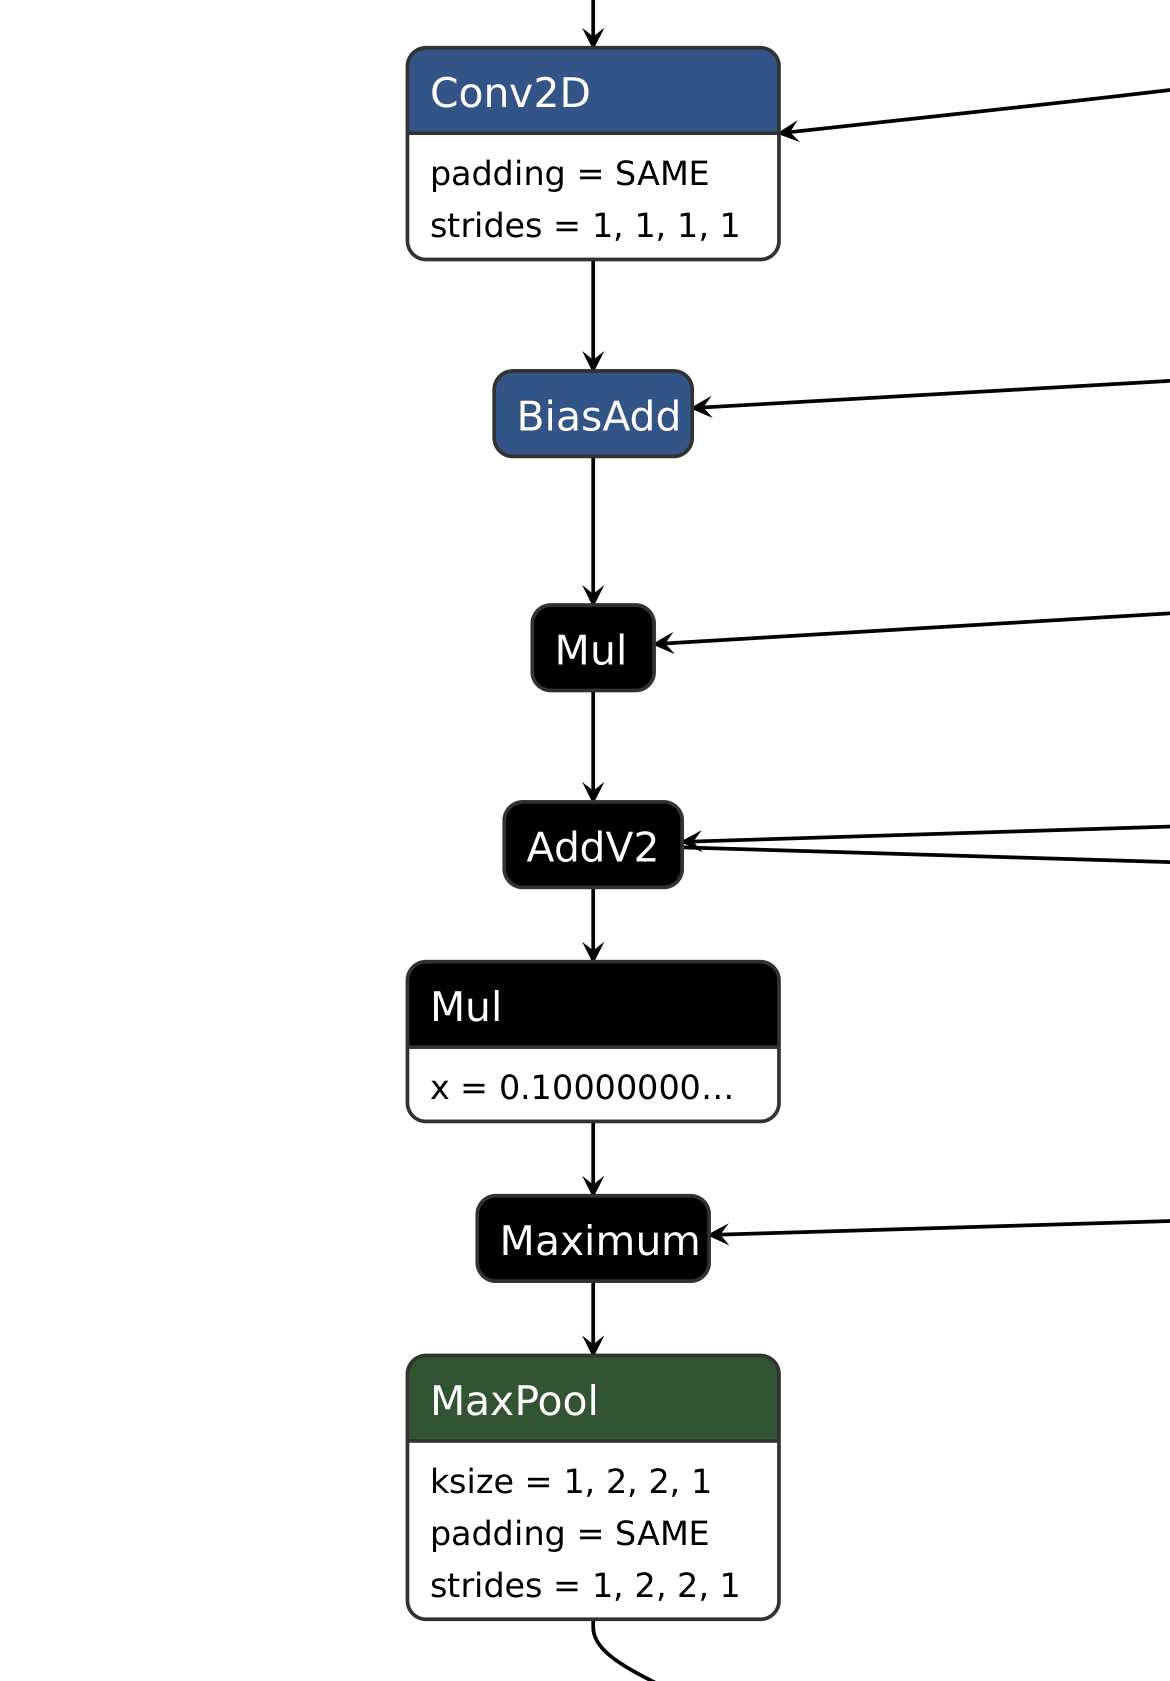 Conv2D
padding = SAME
strides = 1, 1, 1, 1
BiasAdd
Mul
AddV2
Mul
x = 0.10000000...
Maximum
MaxPool
ksize = 1, 2, 2, 1
padding = SAME
strides = 1, 2, 2, 1